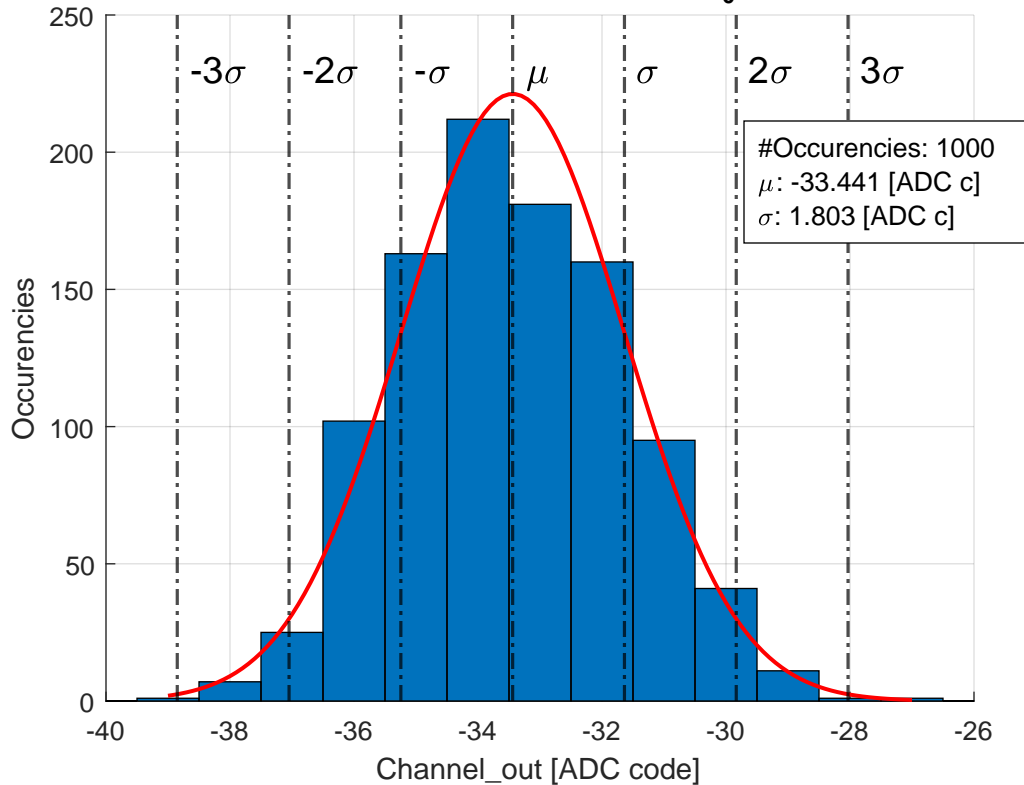 250
200
150
100
50
0
-3σ -2σ -σ μ σ 2σ 3σ
#Occurencies: 1000
μ: -33.441 [ADC c]
σ: 1.803 [ADC c]
Occurencies
-40 -38 -36 -34 -32 -30 -28 -26
Channel_out [ADC code]